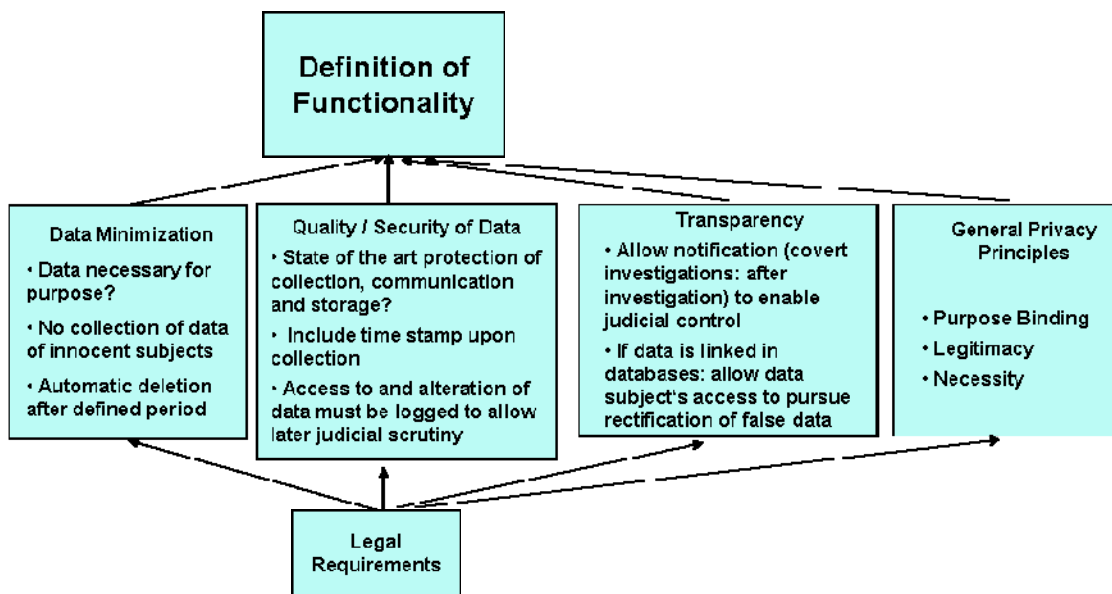 Definition of
Functionality
Data Minimization
• Data necessary for
purpose?
• No collection of data
of innocent subjects
• Automatic deletion
after defined period
Quality / Security of Data
• State of the art protection of
collection, communication
and storage?
• Include time stamp upon
collection
• Access to and alteration of
data must be logged to allow
later judicial scrutiny
Transparency
• Allow notification (covert
investigations: after
investigation) to enable
judicial control
• If data is linked in
databases: allow data
subject‘s access to pursue
rectification of false data
General Privacy
Principles
• Purpose Binding
• Legitimacy
• Necessity
Legal
Requirements